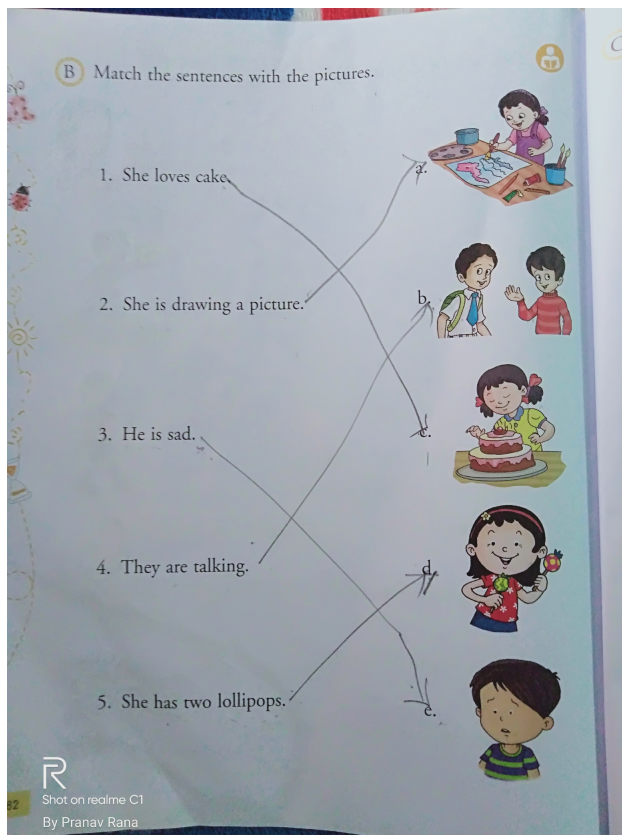 B Match the sentences with the pictures.
C
1. She loves cake.
a.
2. She is drawing a picture.
b.
3. He is sad.
c.
4. They are talking.
d.
5. She has two lollipops.
e.
82
R
Shot on realme C1
By Pranav Rana